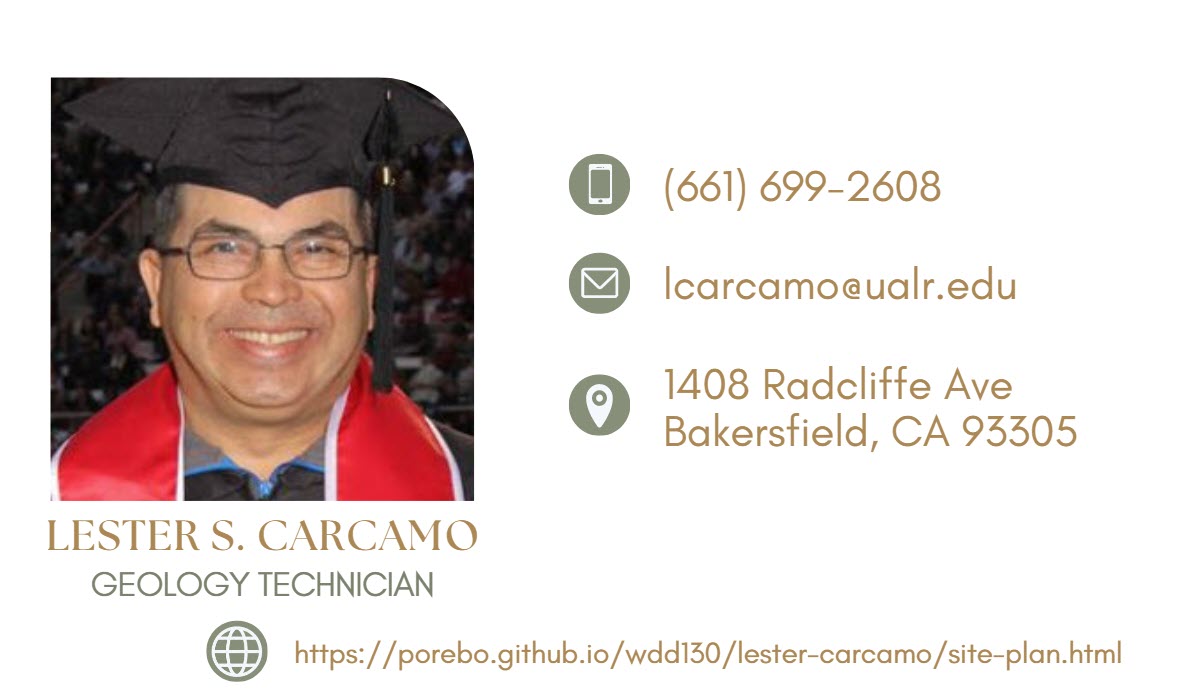 (661) 699-2608
lcarcamo@ualr.edu
1408 Radcliffe Ave
Bakersfield, CA 93305
LESTER S. CARCAMO
GEOLOGY TECHNICIAN
https://porebo.github.io/wdd130/lester-carcamo/site-plan.html